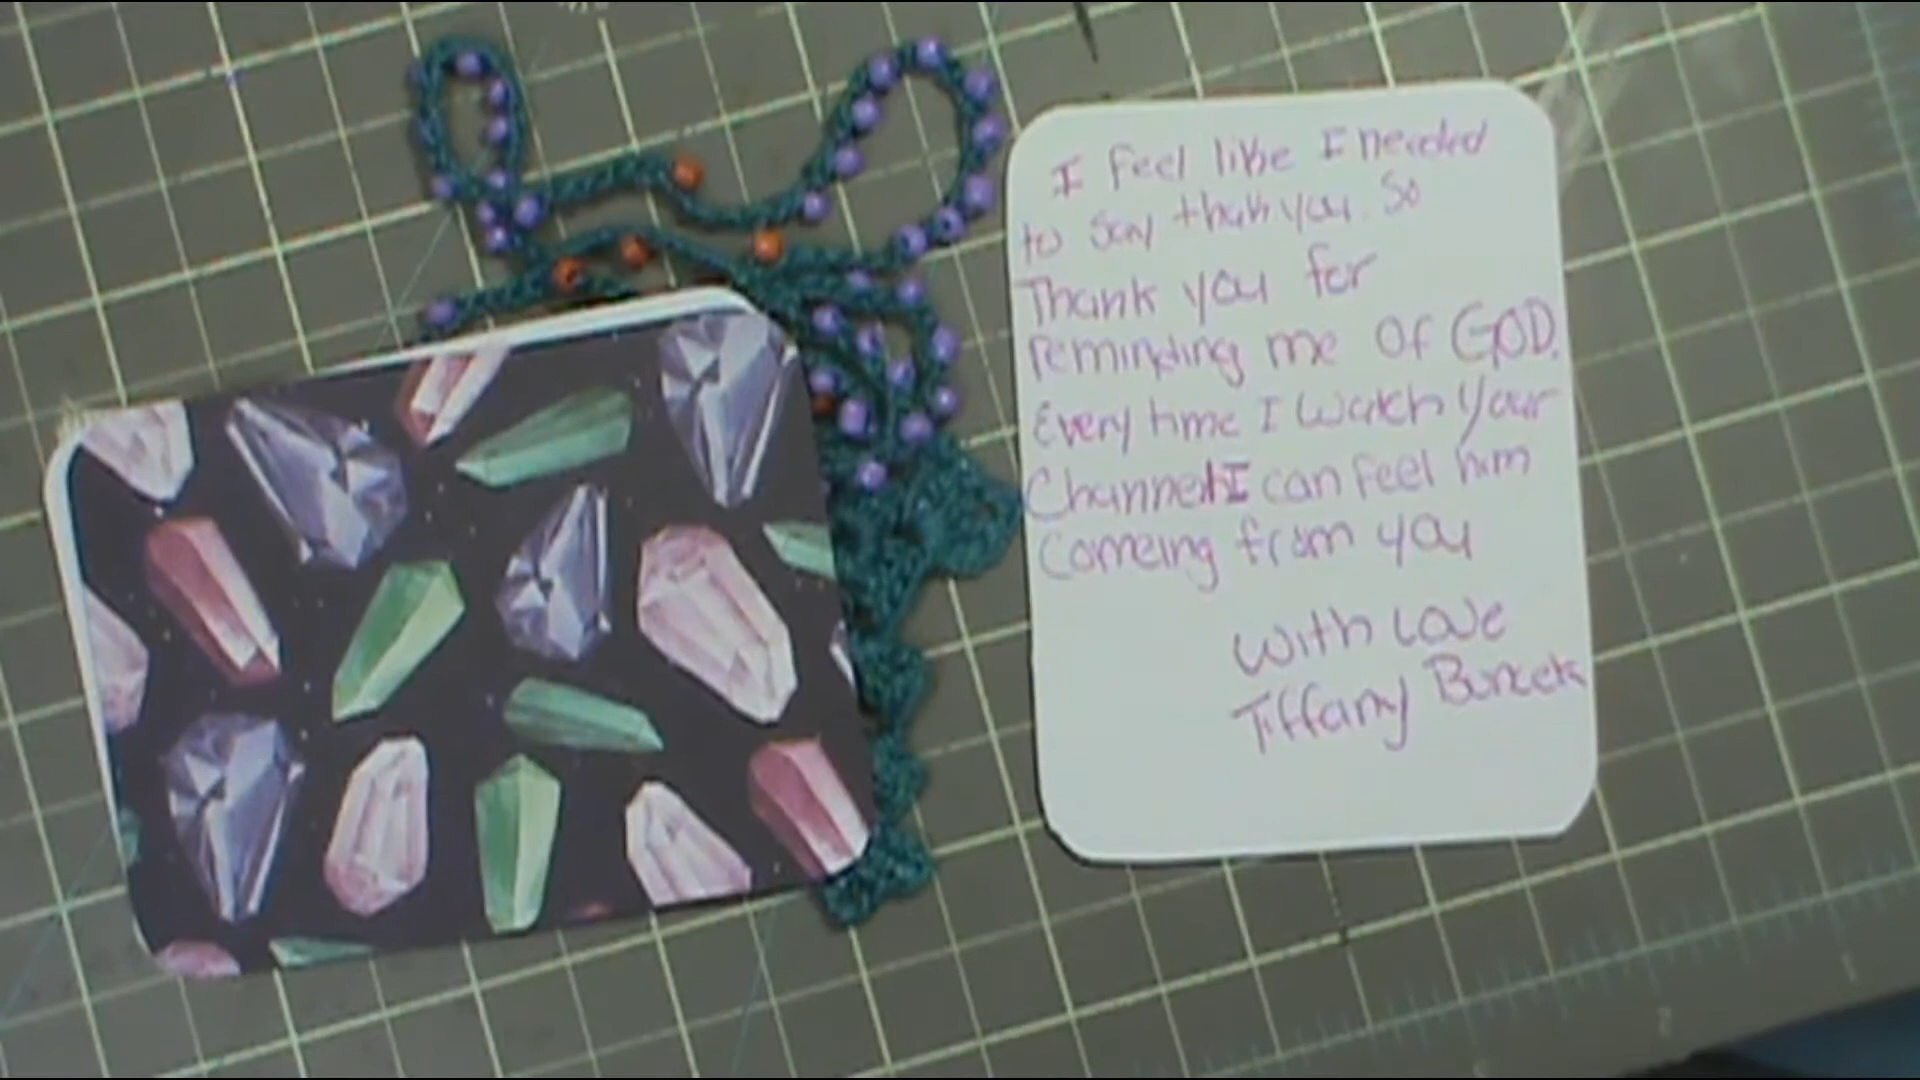 I feel like I needed
to say thank you. So
Thank you for
reminding me of GOD.
Every time I watch your
Channel I can feel him
Comeing from you
With Love
Tiffany